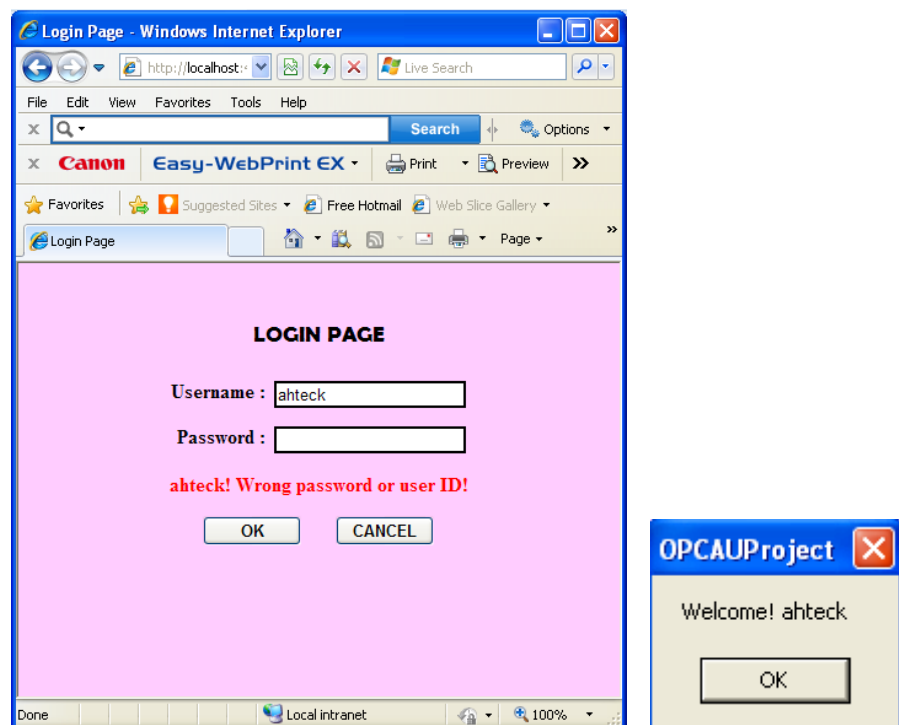 Login Page - Windows Internet Explorer
http://localhost:
Live Search
File Edit View Favorites Tools Help
x Search Options
x Canon Easy-WebPrint EX Print Preview
Favorites Suggested Sites Free Hotmail Web Slice Gallery
Login Page Page
LOGIN PAGE
Username : ahteck
Password :
ahteck! Wrong password or user ID!
OK CANCEL
Done Local intranet 100%
OPCAUProject
Welcome! ahteck
OK